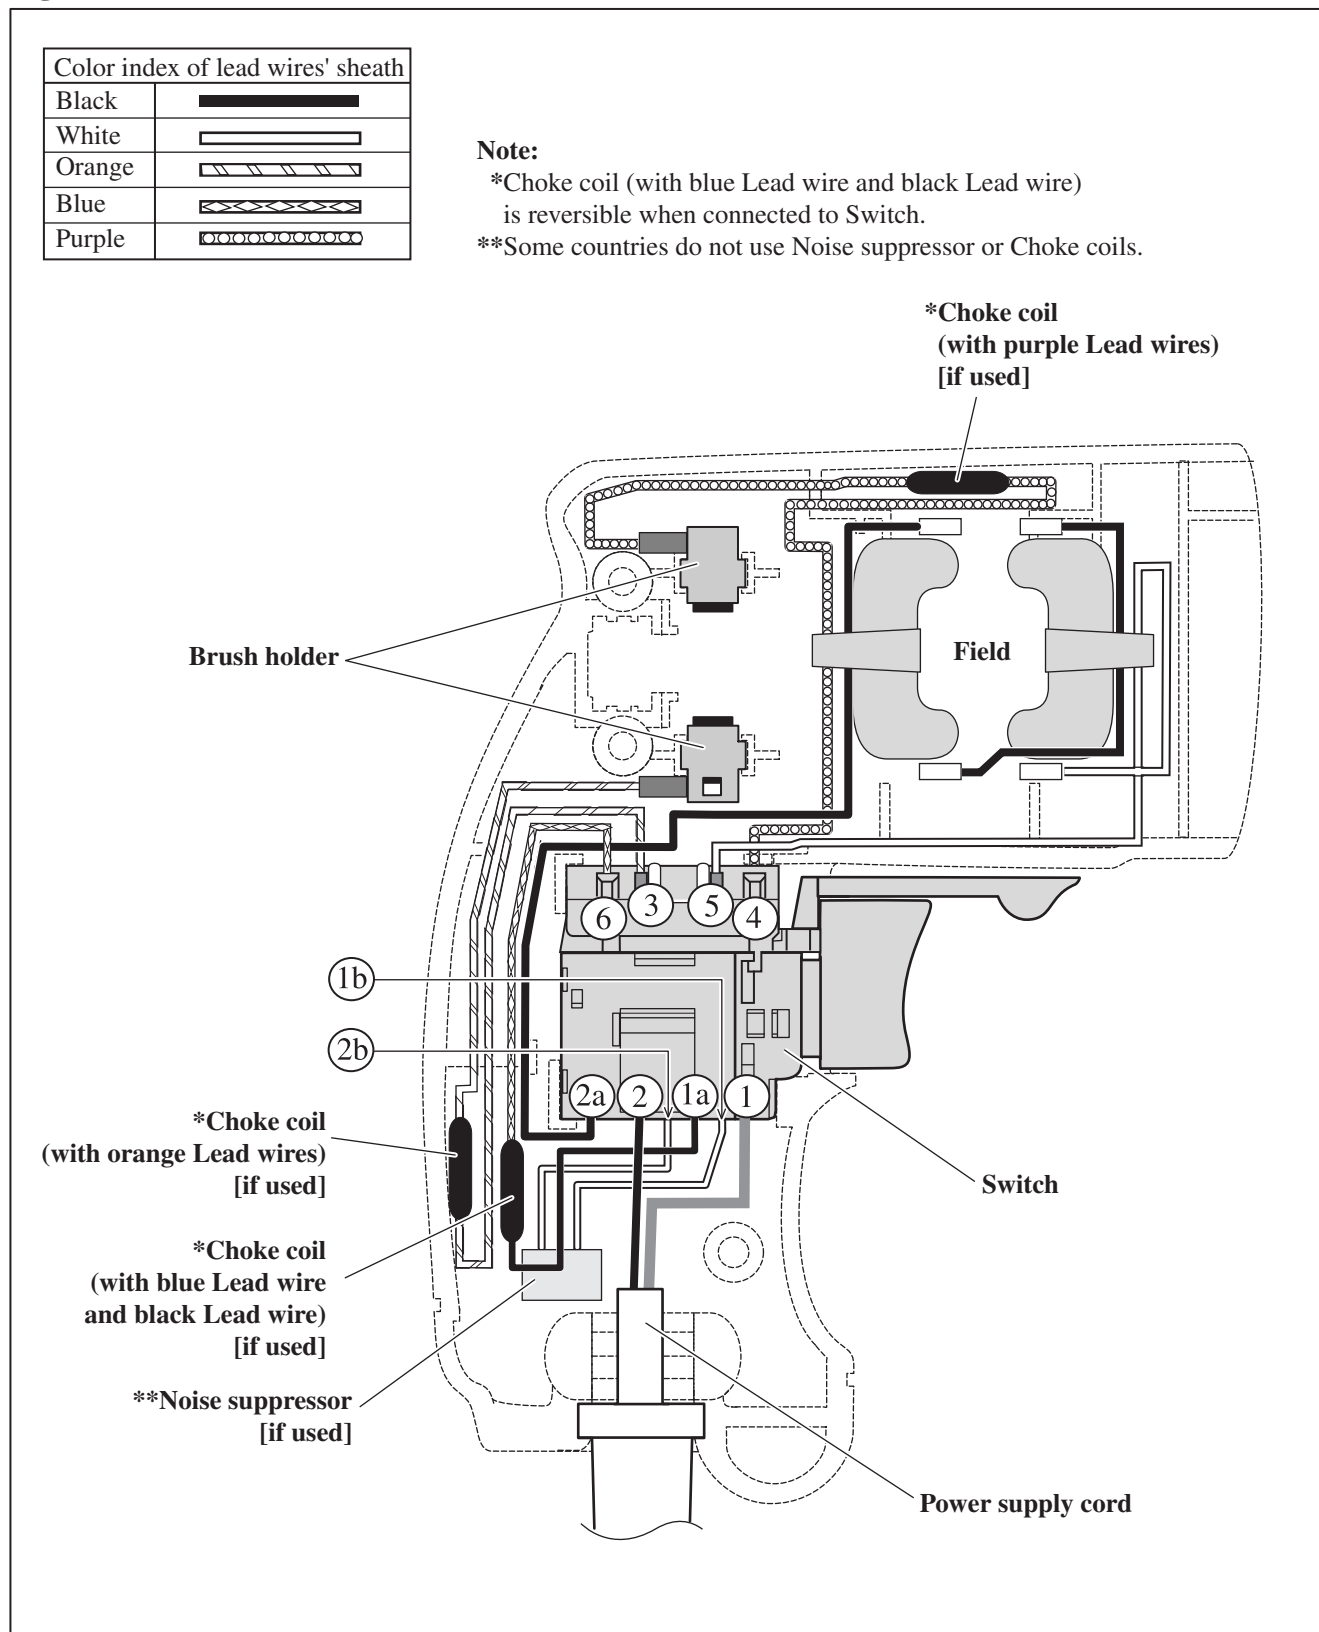 Color index of lead wires' sheath
Black
White
Orange
Blue
Purple
Note:
*Choke coil (with blue Lead wire and black Lead wire)
is reversible when connected to Switch.
**Some countries do not use Noise suppressor or Choke coils.
*Choke coil
(with purple Lead wires)
[if used]
Brush holder
Field
6
3
5
4
1b
2b
2a
2
1a
1
*Choke coil
(with orange Lead wires)
[if used]
Switch
*Choke coil
(with blue Lead wire
and black Lead wire)
[if used]
**Noise suppressor
[if used]
Power supply cord